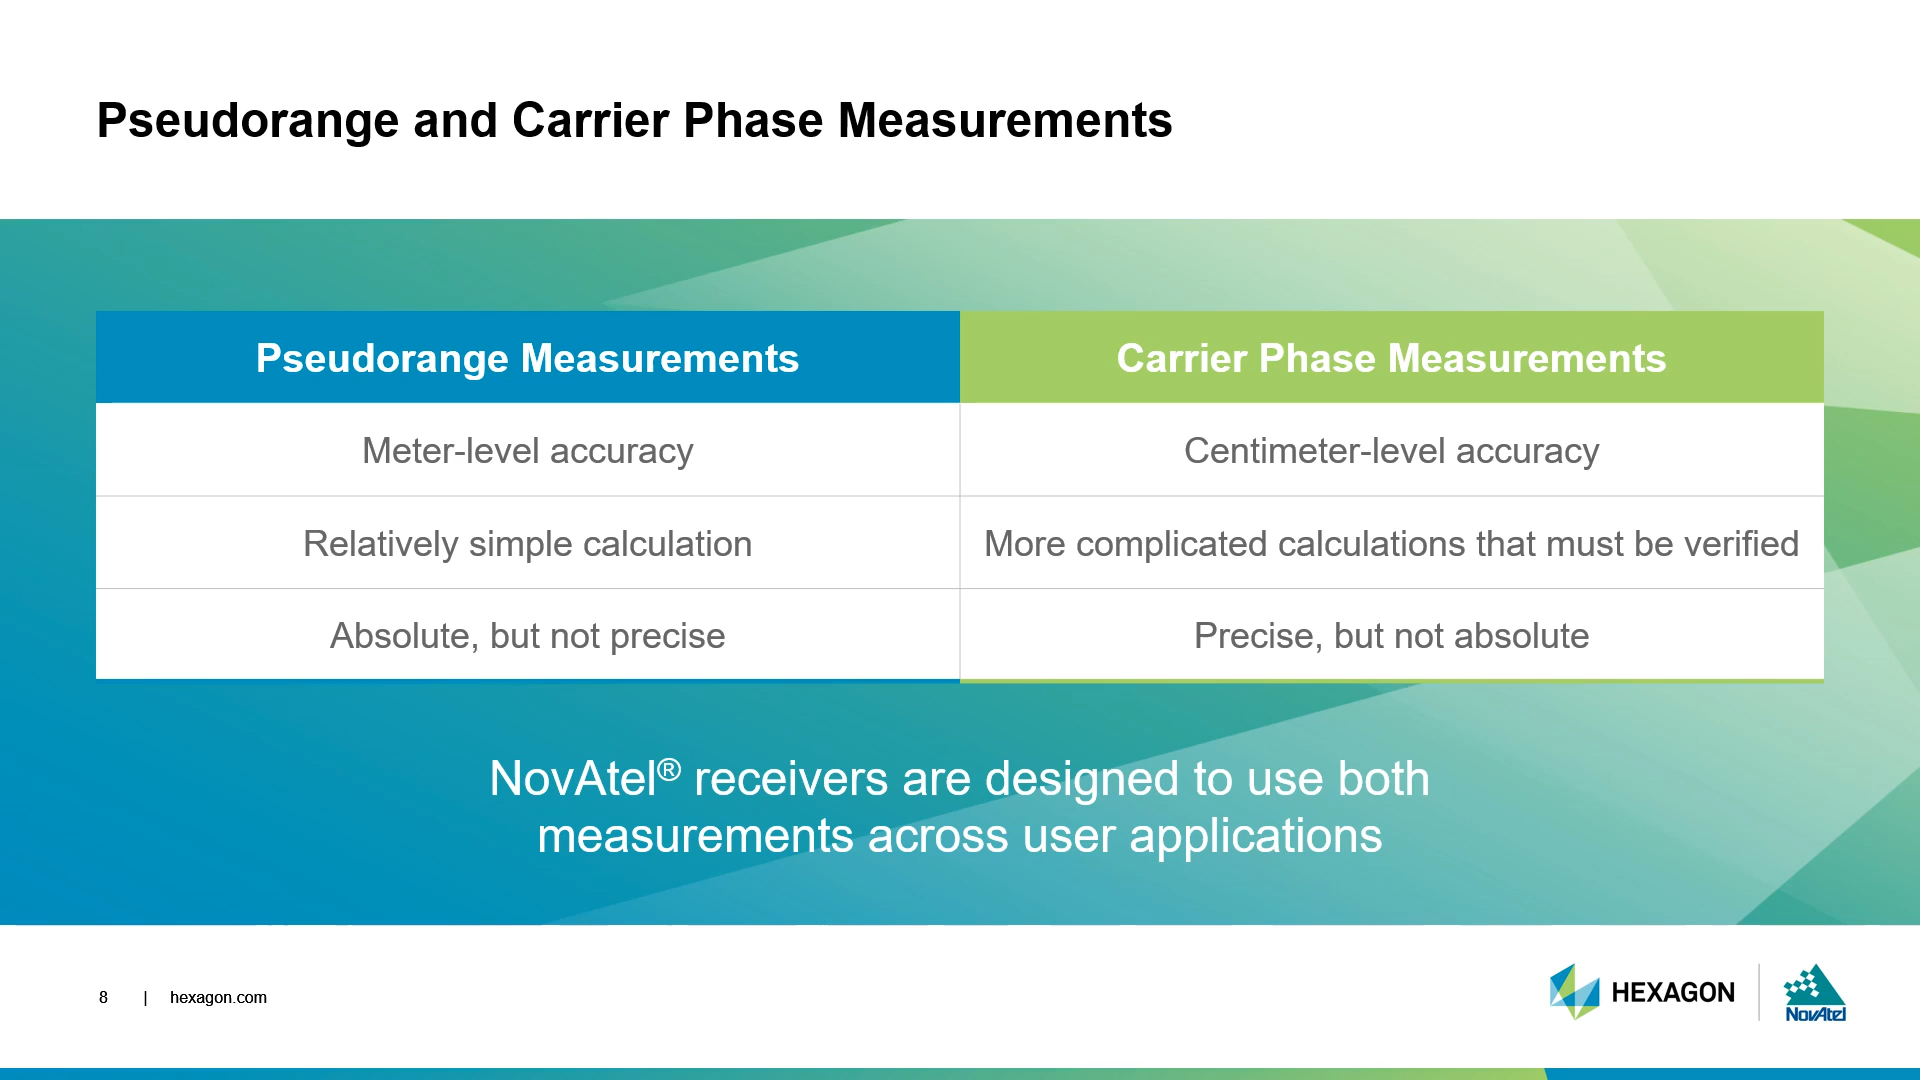 Pseudorange and Carrier Phase Measurements
Pseudorange Measurements
Carrier Phase Measurements
Meter-level accuracy
Centimeter-level accuracy
Relatively simple calculation
More complicated calculations that must be verified
Absolute, but not precise
Precise, but not absolute
NovAtel® receivers are designed to use both
measurements across user applications
8 | hexagon.com
HEXAGON
NovAtel